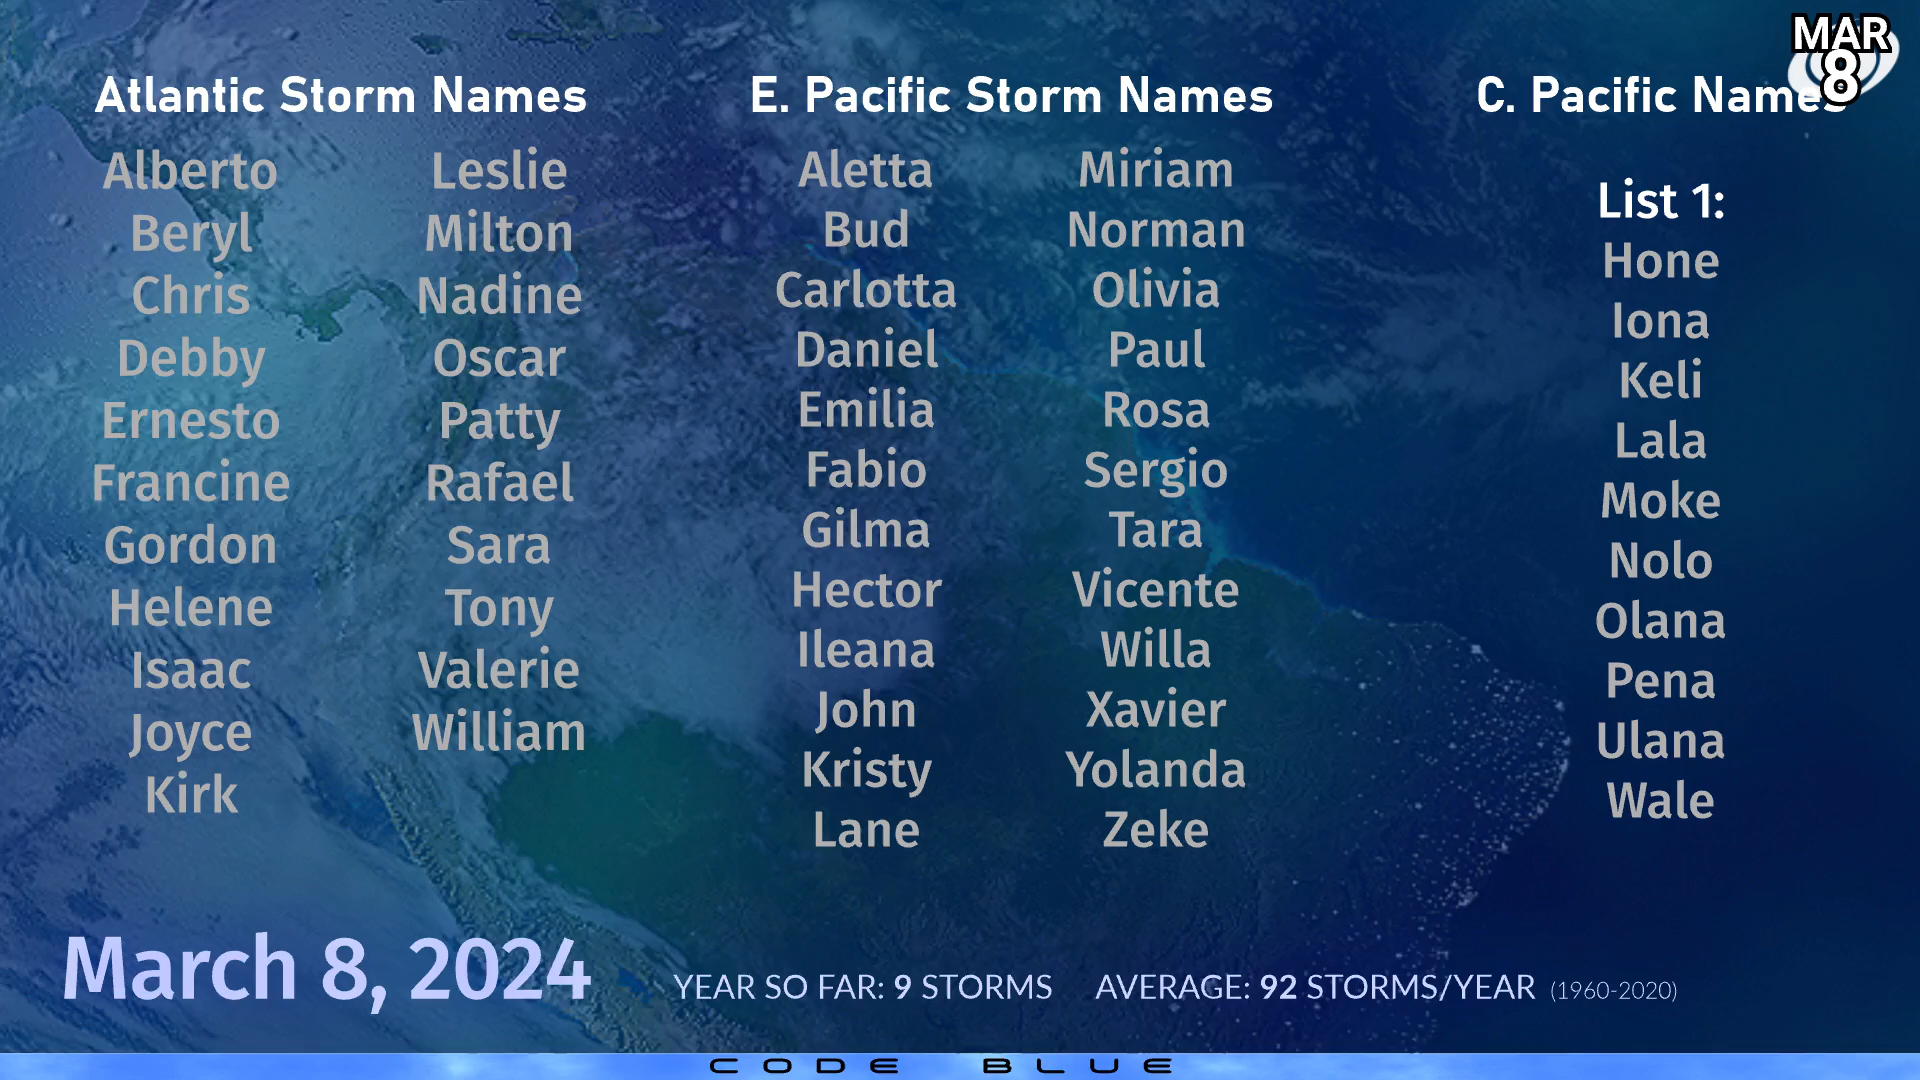 MAR
8
Atlantic Storm Names
Alberto
Beryl
Chris
Debby
Ernesto
Francine
Gordon
Helene
Isaac
Joyce
Kirk
Leslie
Milton
Nadine
Oscar
Patty
Rafael
Sara
Tony
Valerie
William
E. Pacific Storm Names
Aletta
Bud
Carlotta
Daniel
Emilia
Fabio
Gilma
Hector
Ileana
John
Kristy
Lane
Miriam
Norman
Olivia
Paul
Rosa
Sergio
Tara
Vicente
Willa
Xavier
Yolanda
Zeke
C. Pacific Names
List 1:
Hone
Iona
Keli
Lala
Moke
Nolo
Olana
Pena
Ulana
Wale
March 8, 2024
YEAR SO FAR: 9 STORMS
AVERAGE: 92 STORMS/YEAR (1960-2020)
CODE BLUE